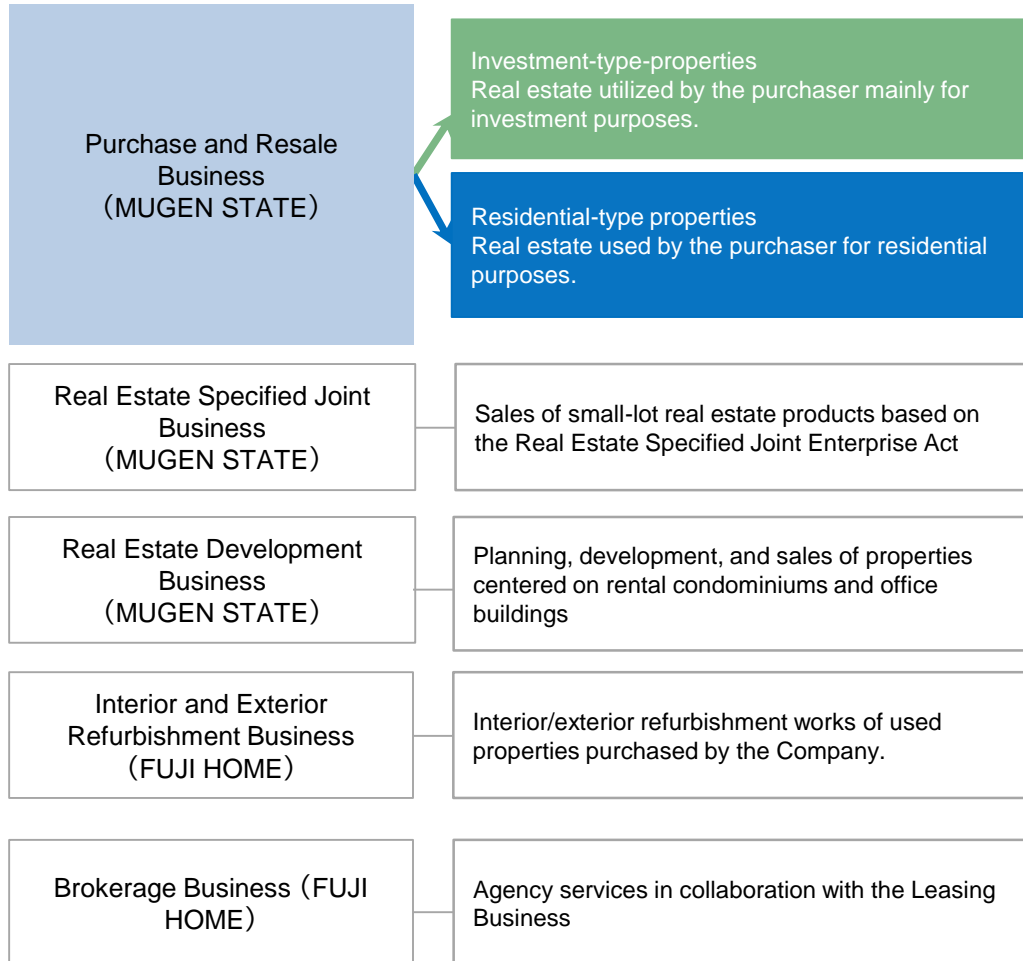 Purchase and Resale
Business
（MUGEN STATE）
Investment-type-properties
Real estate utilized by the purchaser mainly for
investment purposes.
Residential-type properties
Real estate used by the purchaser for residential
purposes.
Real Estate Specified Joint
Business
（MUGEN STATE）
Sales of small-lot real estate products based on
the Real Estate Specified Joint Enterprise Act
Real Estate Development
Business
（MUGEN STATE）
Planning, development, and sales of properties
centered on rental condominiums and office
buildings
Interior and Exterior
Refurbishment Business
（FUJI HOME）
Interior/exterior refurbishment works of used
properties purchased by the Company.
Brokerage Business（FUJI
HOME）
Agency services in collaboration with the Leasing
Business